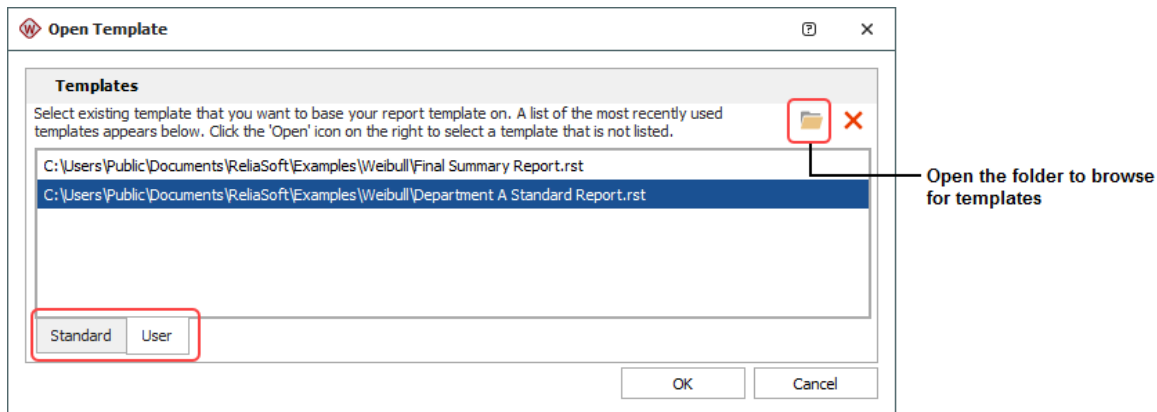 Open Template
Templates
Select existing template that you want to base your report template on. A list of the most recently used
templates appears below. Click the 'Open' icon on the right to select a template that is not listed.
C:\Users\Public\Documents\ReliaSoft\Examples\Weibull\Final Summary Report.rst
C:\Users\Public\Documents\ReliaSoft\Examples\Weibull\Department A Standard Report.rst
Open the folder to browse
for templates
Standard
User
OK
Cancel